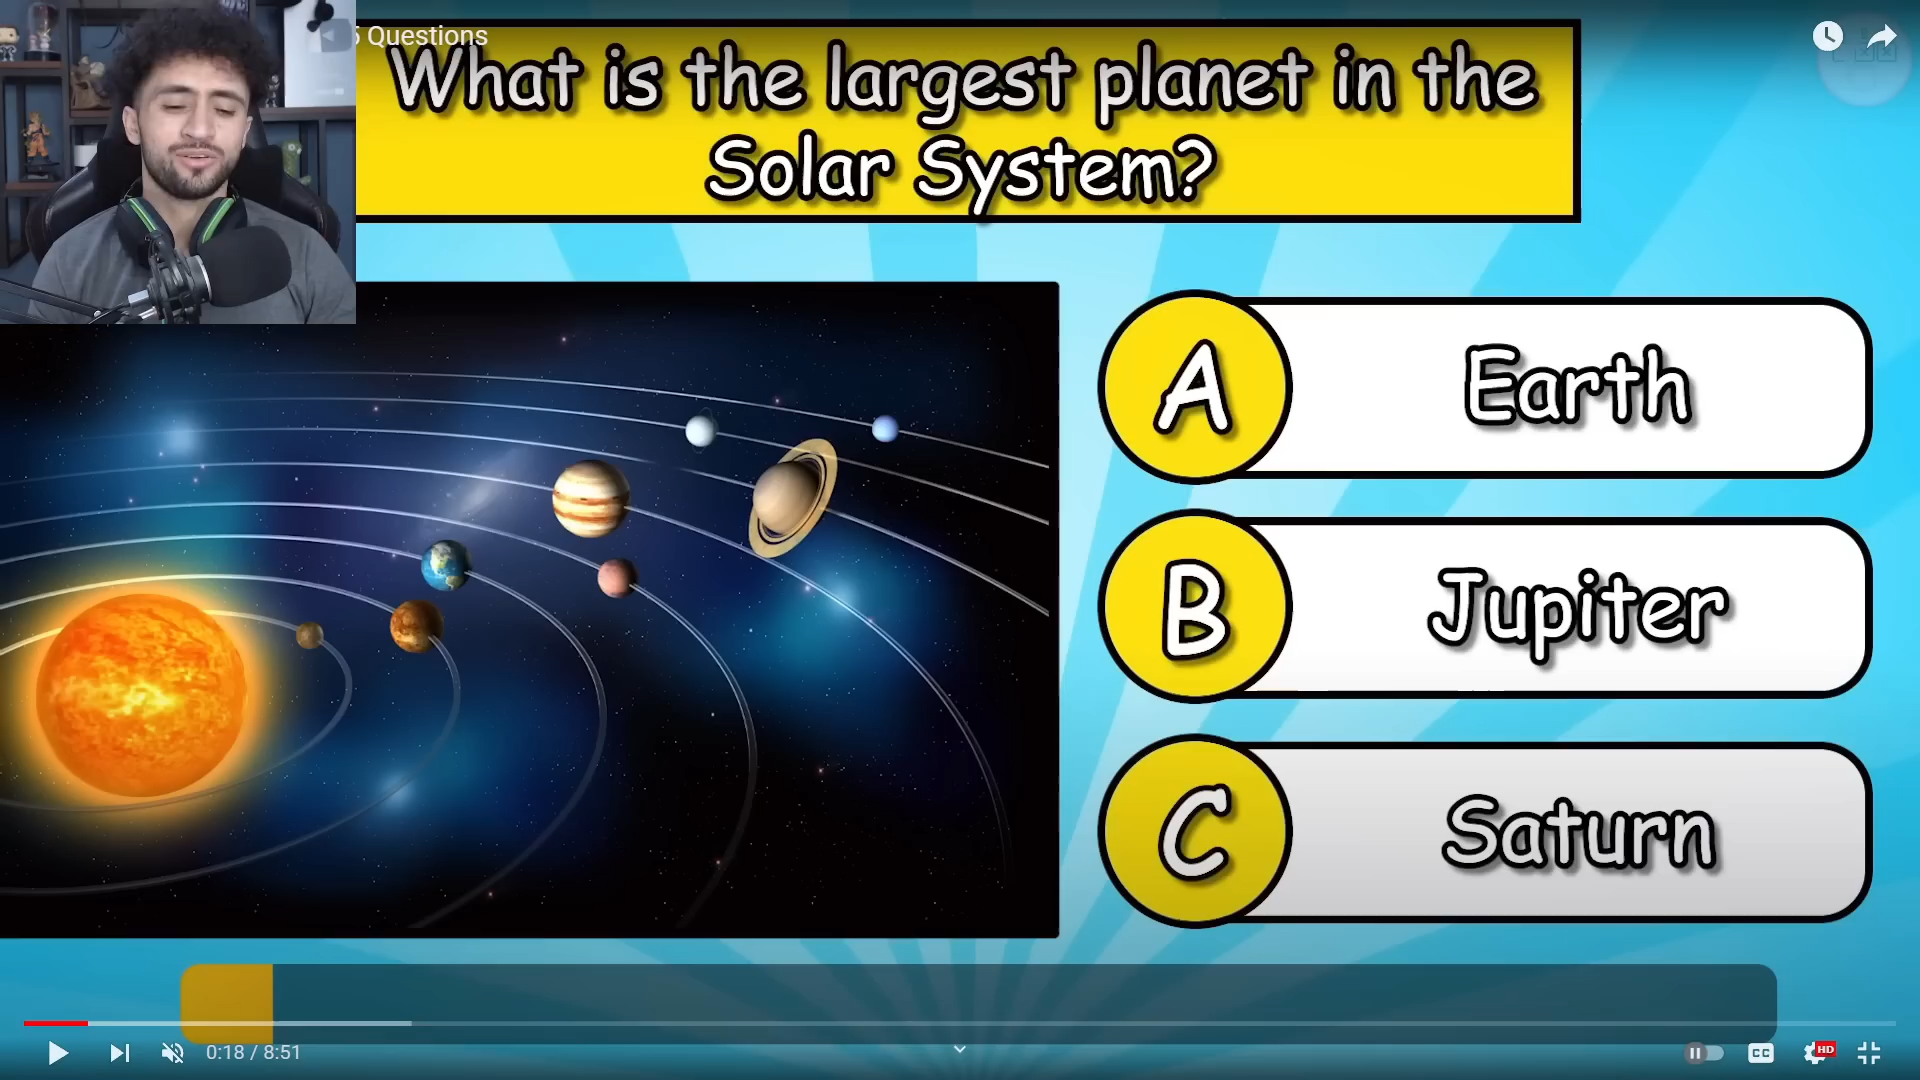 5 Questions
What is the largest planet in the
Solar System?
A
Earth
B
Jupiter
C
Saturn
0:18 / 8:51
CC
HD